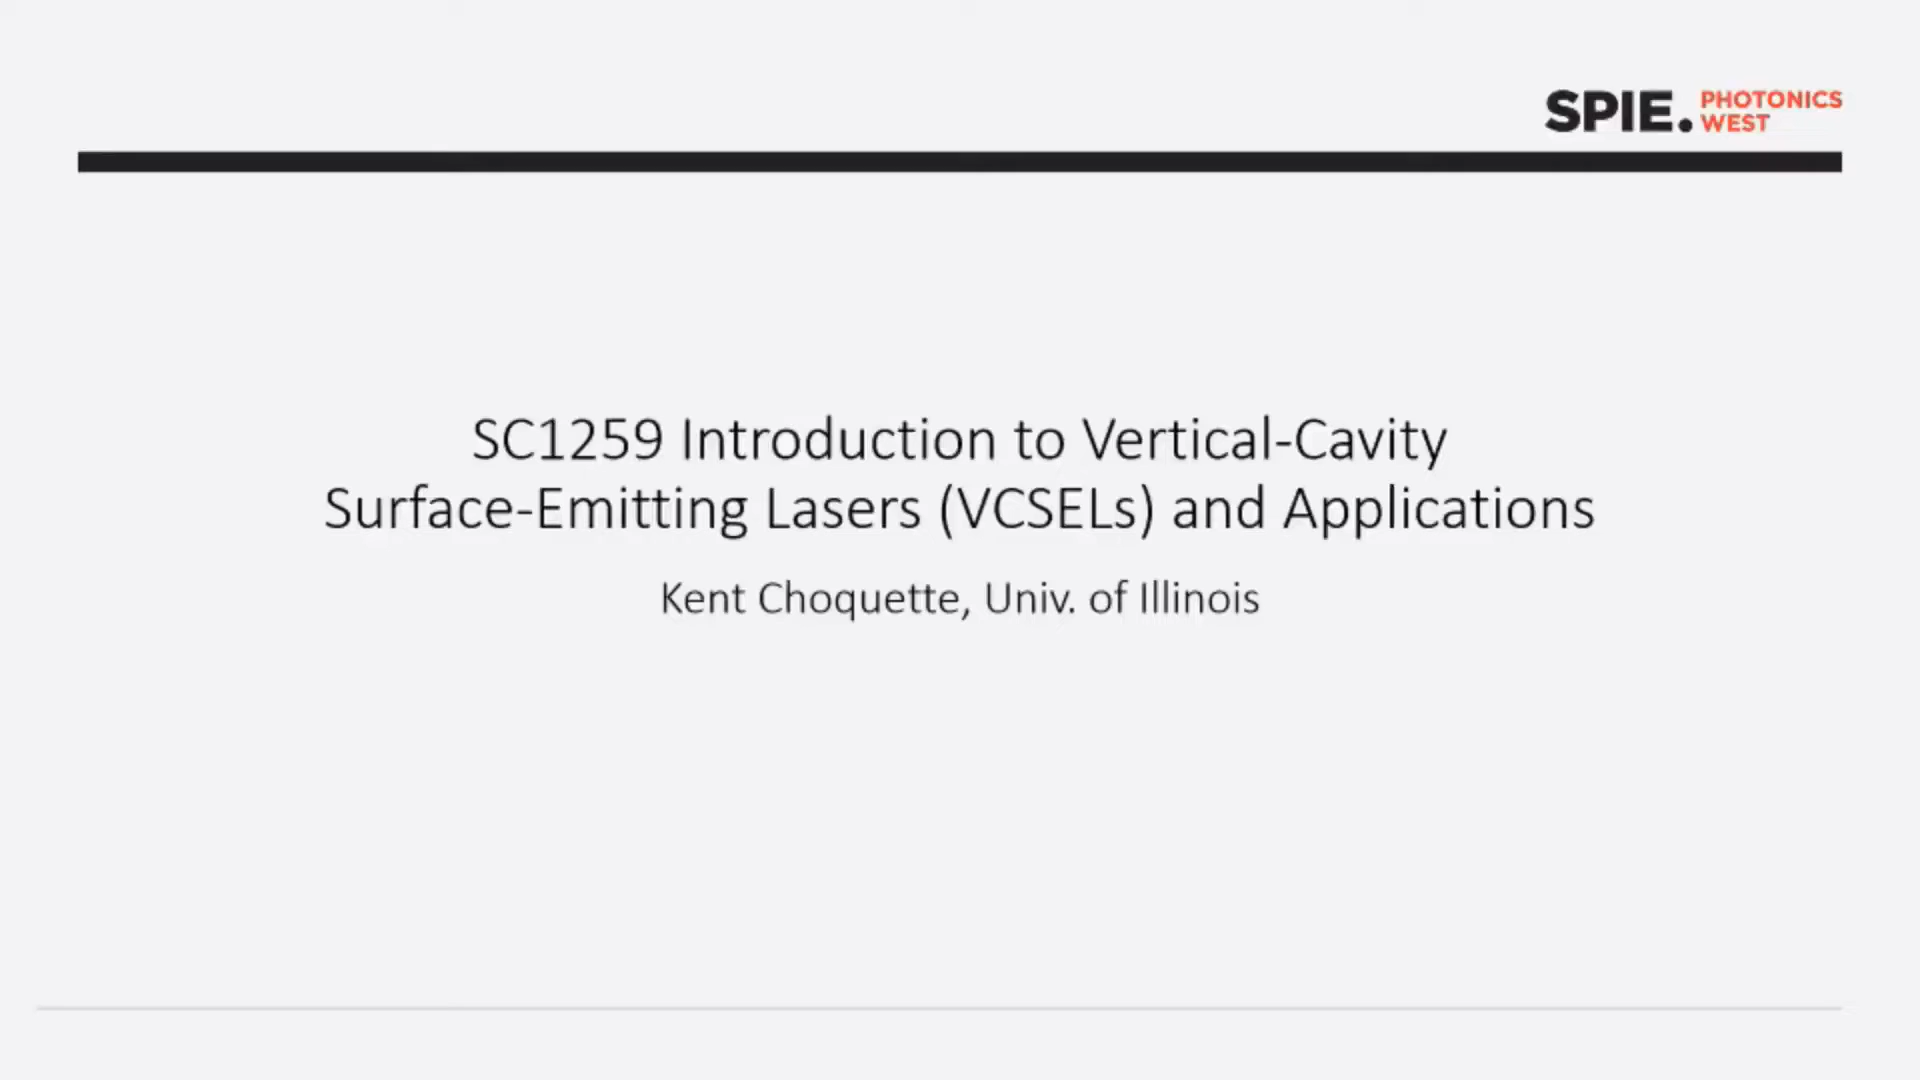 SPIE. PHOTONICS
WEST
SC1259 Introduction to Vertical-Cavity
Surface-Emitting Lasers (VCSELs) and Applications
Kent Choquette, Univ. of Illinois